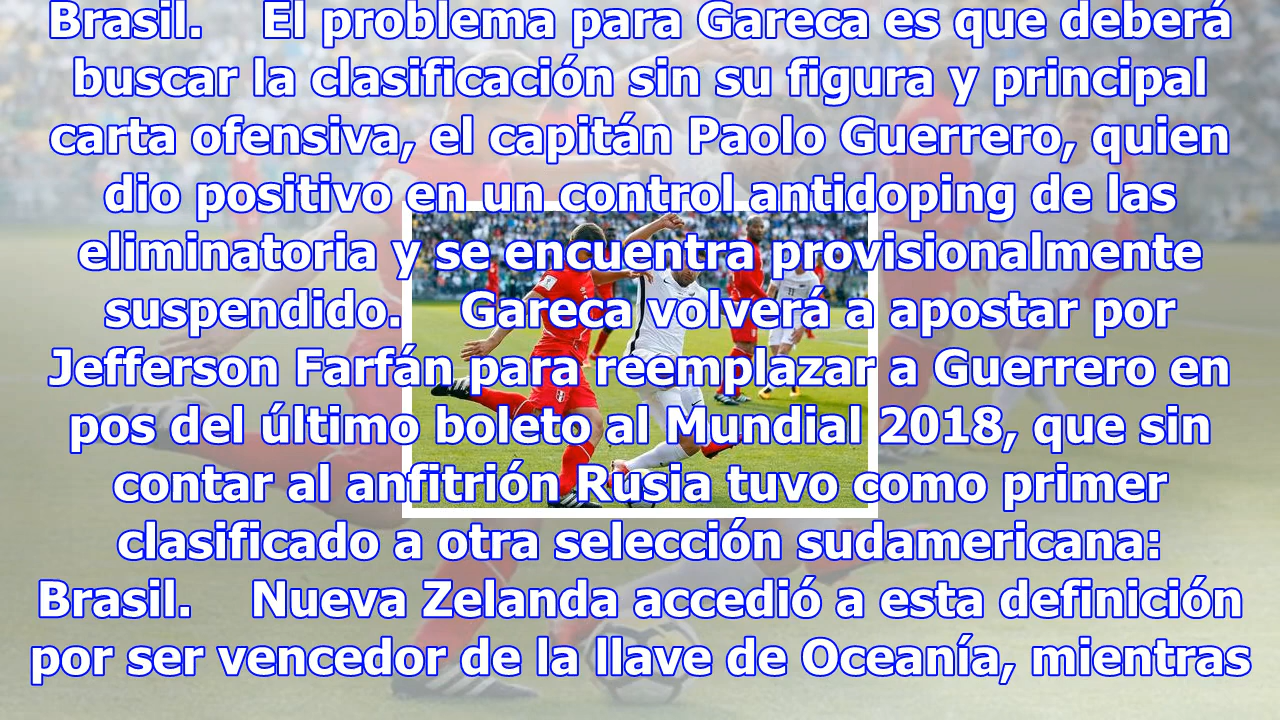 Brasil. El problema para Gareca es que deberá
buscar la clasificación sin su figura y principal
carta ofensiva, el capitán Paolo Guerrero, quien
dio positivo en un control antidoping de las
eliminatoria y se encuentra provisionalmente
suspendido. Gareca volverá a apostar por
Jefferson Farfán para reemplazar a Guerrero en
pos del último boleto al Mundial 2018, que sin
contar al anfitrión Rusia tuvo como primer
clasificado a otra selección sudamericana:
Brasil. Nueva Zelanda accedió a esta definición
por ser vencedor de la llave de Oceanía, mientras